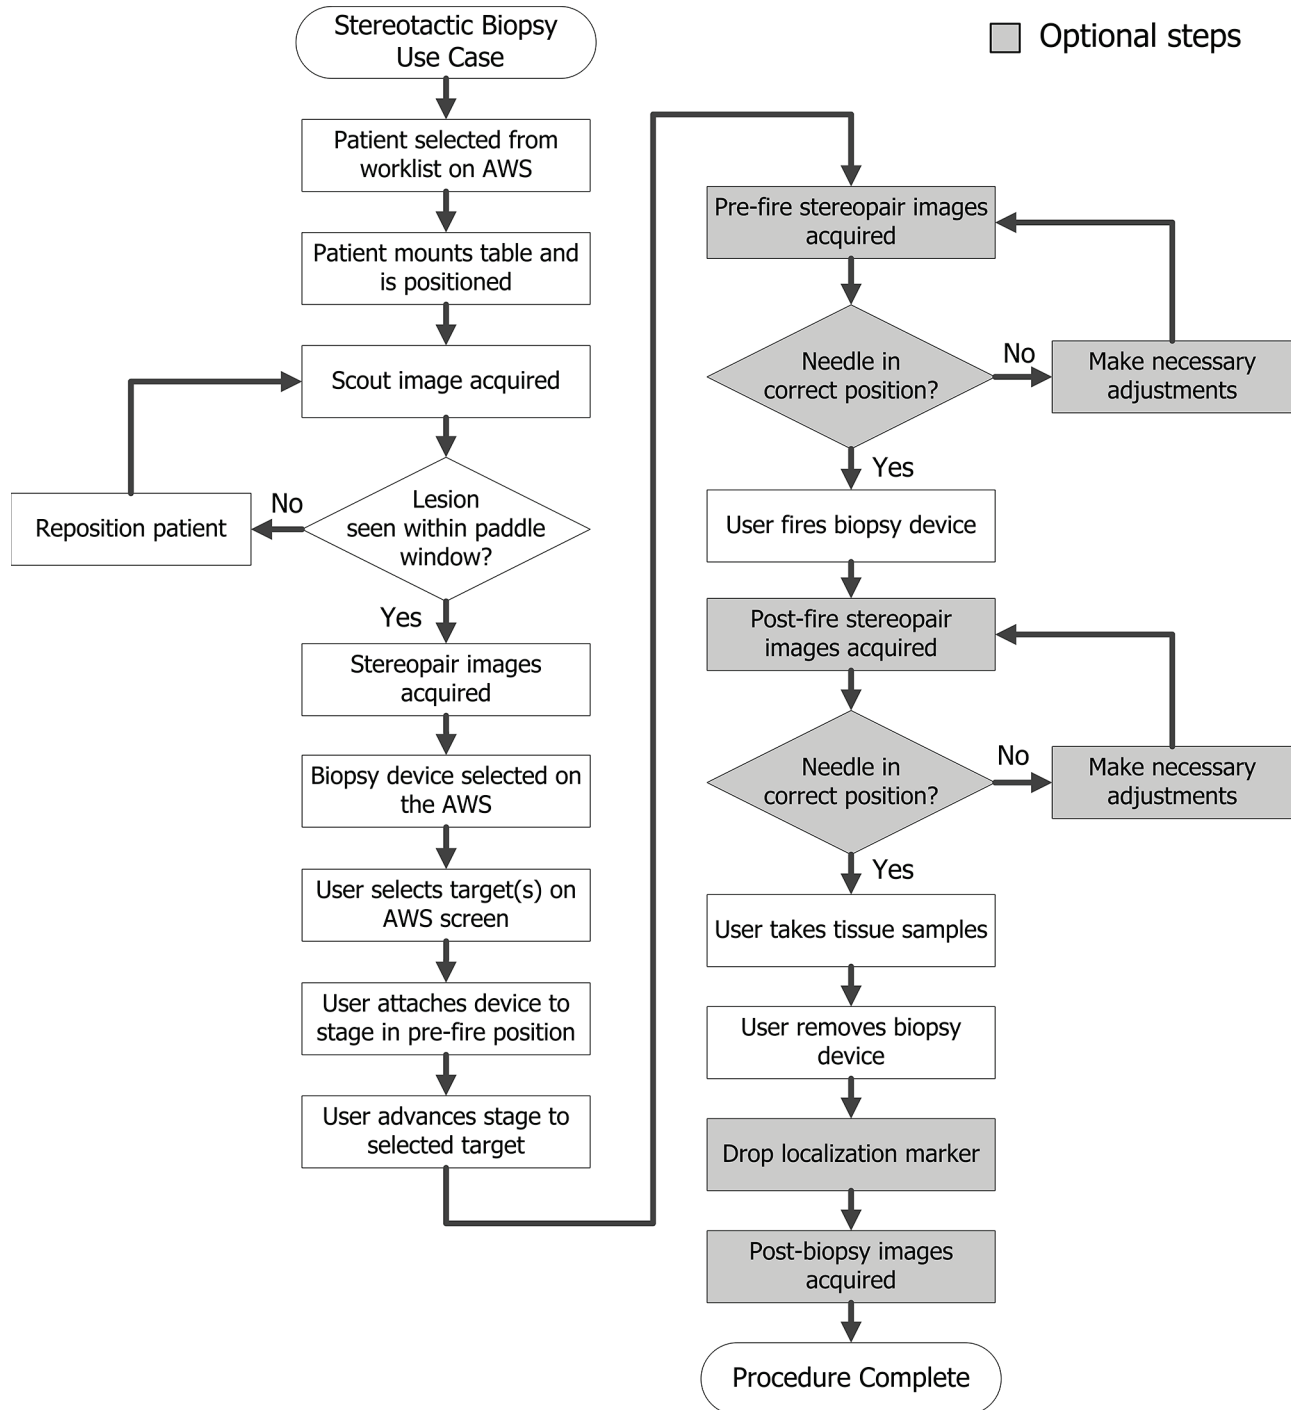 Stereotactic Biopsy
Use Case
Optional steps
Patient selected from
worklist on AWS
Patient mounts table and
is positioned
Scout image acquired
Lesion
seen within paddle
window?
No
Reposition patient
Yes
Stereopair images
acquired
Biopsy device selected on
the AWS
User selects target(s) on
AWS screen
User attaches device to
stage in pre-fire position
User advances stage to
selected target
Pre-fire stereopair images
acquired
Needle in
correct position?
No
Make necessary
adjustments
Yes
User fires biopsy device
Post-fire stereopair
images acquired
Needle in
correct position?
No
Make necessary
adjustments
Yes
User takes tissue samples
User removes biopsy
device
Drop localization marker
Post-biopsy images
acquired
Procedure Complete